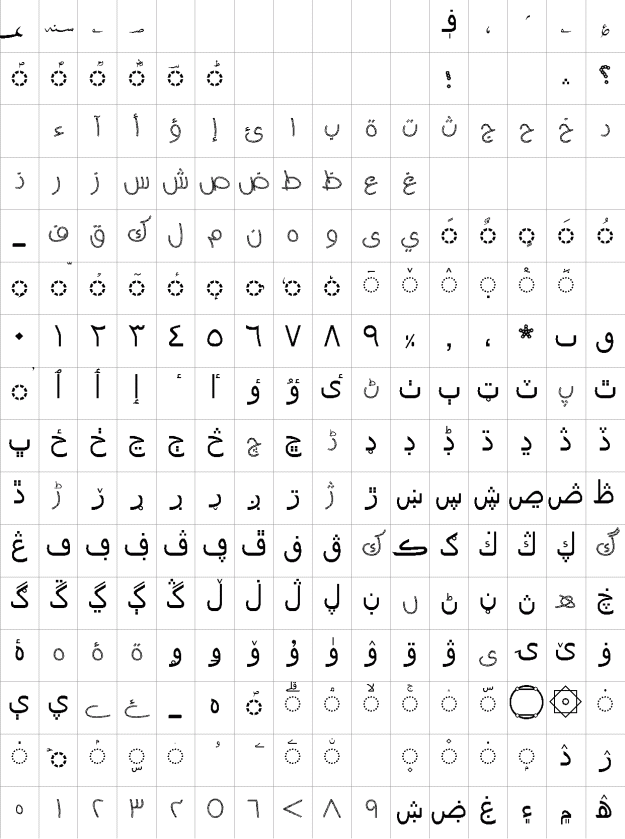 ؀ ؁ ؂ ؃ ؋ ، ؍ ؎ ؏
ؐ ؑ ؒ ؓ ؔ ؕ ؛ ؞ ؟
ء آ أ ؤ إ ئ ا ب ة ت ث ج ح خ د
ذ ر ز س ش ص ض ط ظ ع غ
ـ ف ق ك ل م ن ه و ى ي ً ٌ ٍ َ ُ
ِ ّ ْ ٓ ٔ ٕ ٖ ٗ ٘ ٙ ٚ ٛ ٜ ٝ ٞ
٠ ١ ٢ ٣ ٤ ٥ ٦ ٧ ٨ ٩ ٪ ٫ ٬ ٭ ٮ ٯ
ٰ ٱ ٲ ٳ ٴ ٵ ٶ ٷ ٸ ٹ ٺ ٻ ټ ٽ پ ٿ
ڀ ځ ڂ ڃ ڄ څ چ ڇ ڈ ډ ڊ ڋ ڌ ڍ ڎ ڏ
ڐ ڑ ڒ ړ ڔ ڕ ږ ڗ ژ ڙ ښ ڛ ڜ ڝ ڞ ڟ
ڠ ڡ ڢ ڣ ڤ ڥ ڦ ڧ ڨ ک ڪ ګ ڬ ڭ ڮ گ
ڰ ڱ ڲ ڳ ڴ ڵ ڶ ڷ ڸ ڹ ں ڻ ڼ ڽ ھ ڿ
ۀ ہ ۂ ۃ ۄ ۅ ۆ ۇ ۈ ۉ ۊ ۋ ی ۍ ێ ۏ
ې ۑ ے ۓ ۔ ە ۖ ۗ ۘ ۙ ۚ ۛ ۜ ۝ ۞ ۟
۠ ۡ ۢ ۣ ۤ ۥ ۦ ۧ ۨ ۪ ۫ ۬ ۭ ۮ ۯ
۰ ۱ ۲ ۳ ۴ ۵ ۶ ۷ ۸ ۹ ۺ ۻ ۼ ۽ ۾ ۿ